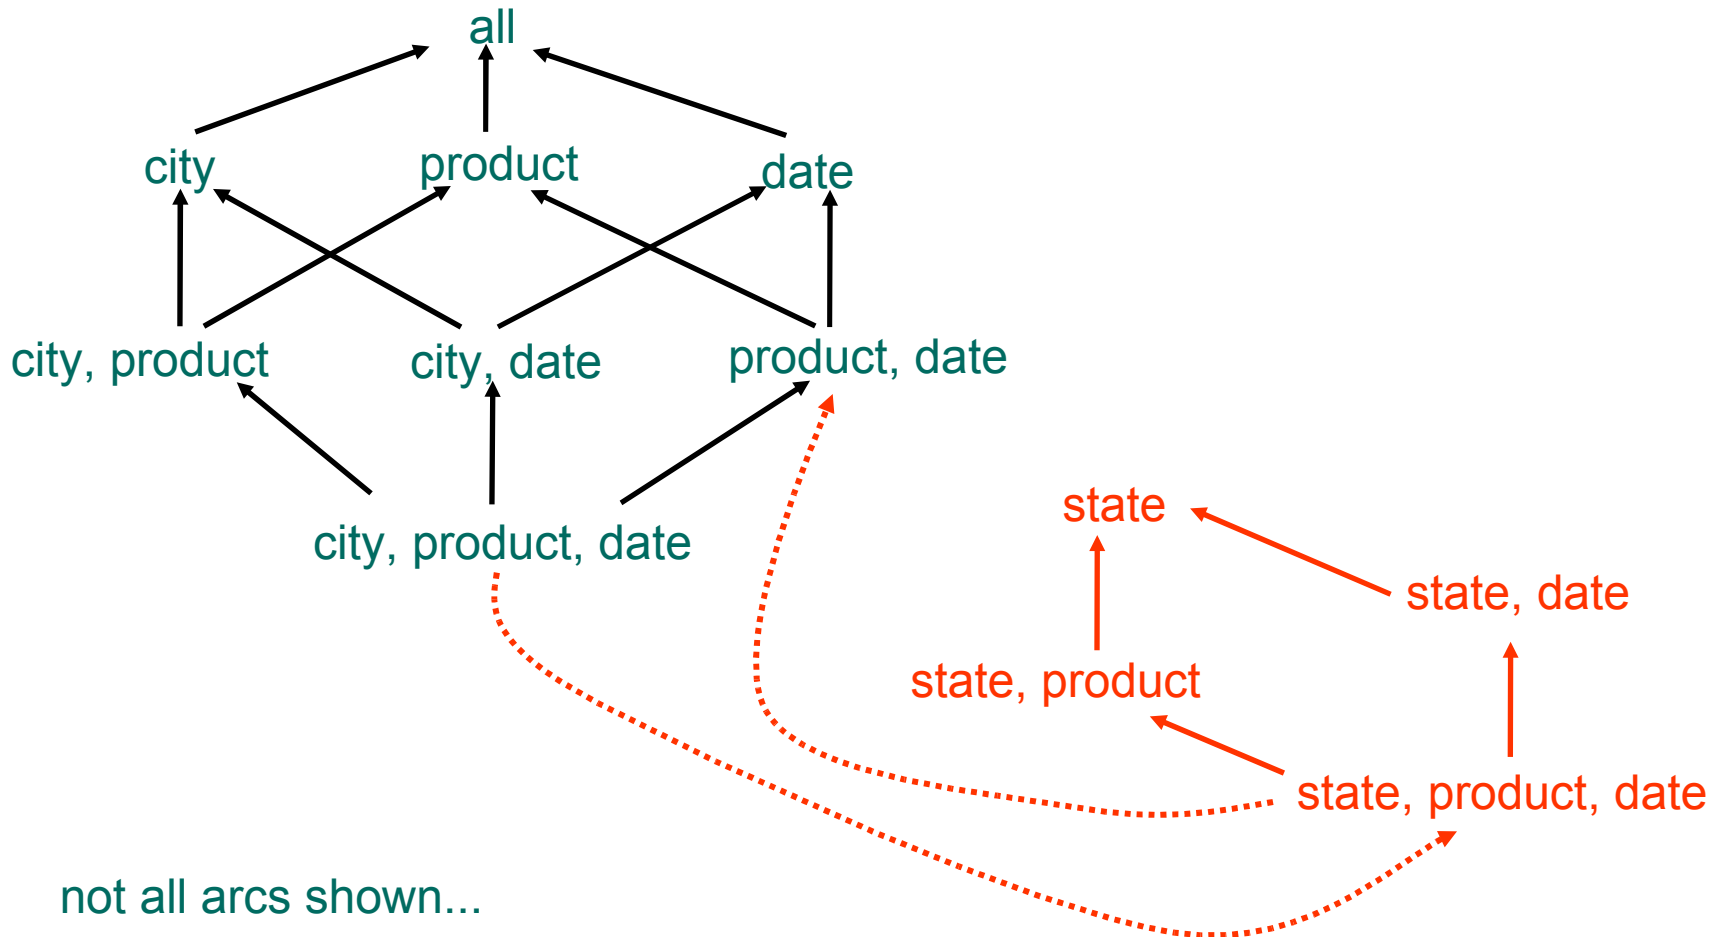 all
city
product
date
city, product
city, date
product, date
city, product, date
state
state, date
state, product
state, product, date
not all arcs shown...